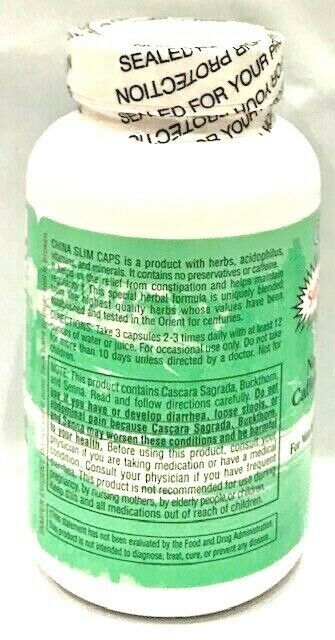 SEALED FOR YOUR P
PROTECTION
SEALED FOR YOUR
PROTECTION
CHINA SLIM CAPS is a product with herbs, acidophilus,
vitamins, and minerals. It contains no preservatives or caffeine.
It helps in the relief from constipation and helps maintain
This special herbal formula is uniquely blended
highest quality herbs whose values have been
established and tested in the Orient for centuries.
DIRECTIONS: Take 3 capsules 2-3 times daily with at least 12
ounces of water or juice. For occasional use only. Do not take
for more than 10 days unless directed by a doctor. Not for
children.
NOTE: This product contains Cascara Sagrada, Buckthorn,
and Senna. Read and follow directions carefully. Do not
use if you have or develop diarrhea, loose stools, or
abdominal pain because Cascara Sagrada, Buckthorn,
and Senna may worsen these conditions and be harmful
to your health. Before using this product, consult your
physician if you are taking medication or have a medical
condition. Consult your physician if you have frequent
diarrhea. This product is not recommended for use during
pregnancy, by nursing mothers, by elderly people or children.
Keep this and all medications out of reach of children.
This statement has not been evaluated by the Food and Drug Administration.
This product is not intended to diagnose, treat, cure, or prevent any disease.